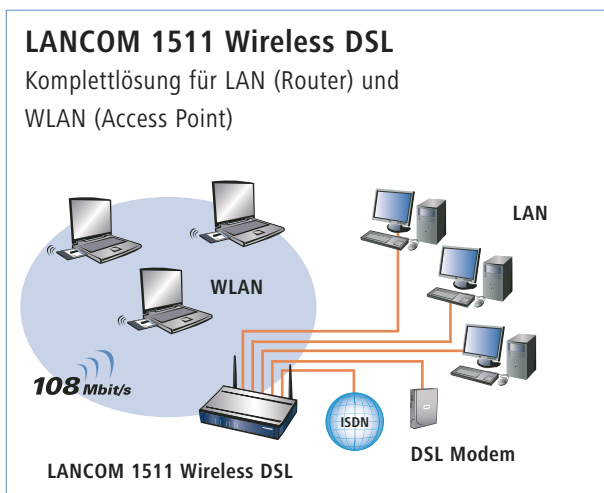 LANCOM 1511 Wireless DSL
Komplettlösung für LAN (Router) und
WLAN (Access Point)
LAN
WLAN
108 Mbit/s
ISDN
DSL Modem
LANCOM 1511 Wireless DSL